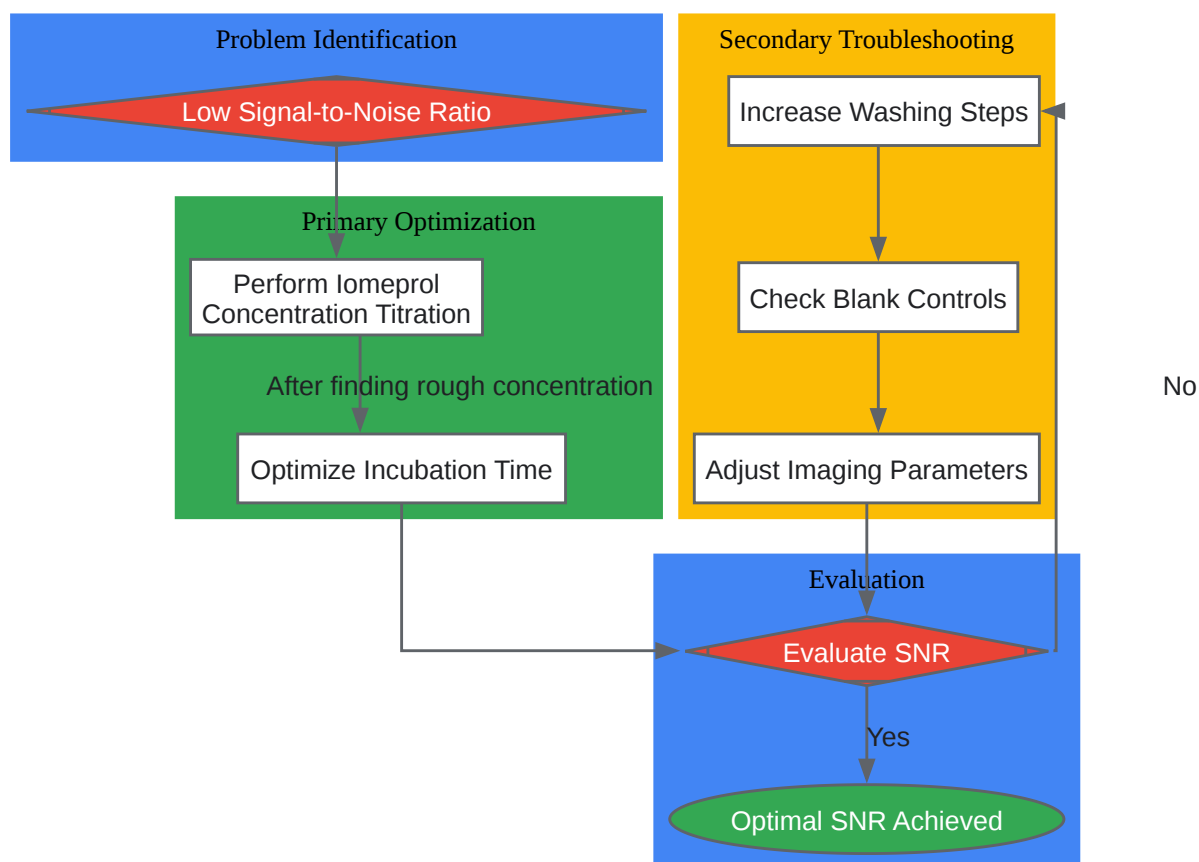 Problem Identification
Low Signal-to-Noise Ratio
Primary Optimization
Perform Iomeprol
Concentration Titration
After finding rough concentration
Optimize Incubation Time
Secondary Troubleshooting
Increase Washing Steps
Check Blank Controls
Adjust Imaging Parameters
No
Evaluation
Evaluate SNR
Yes
Optimal SNR Achieved